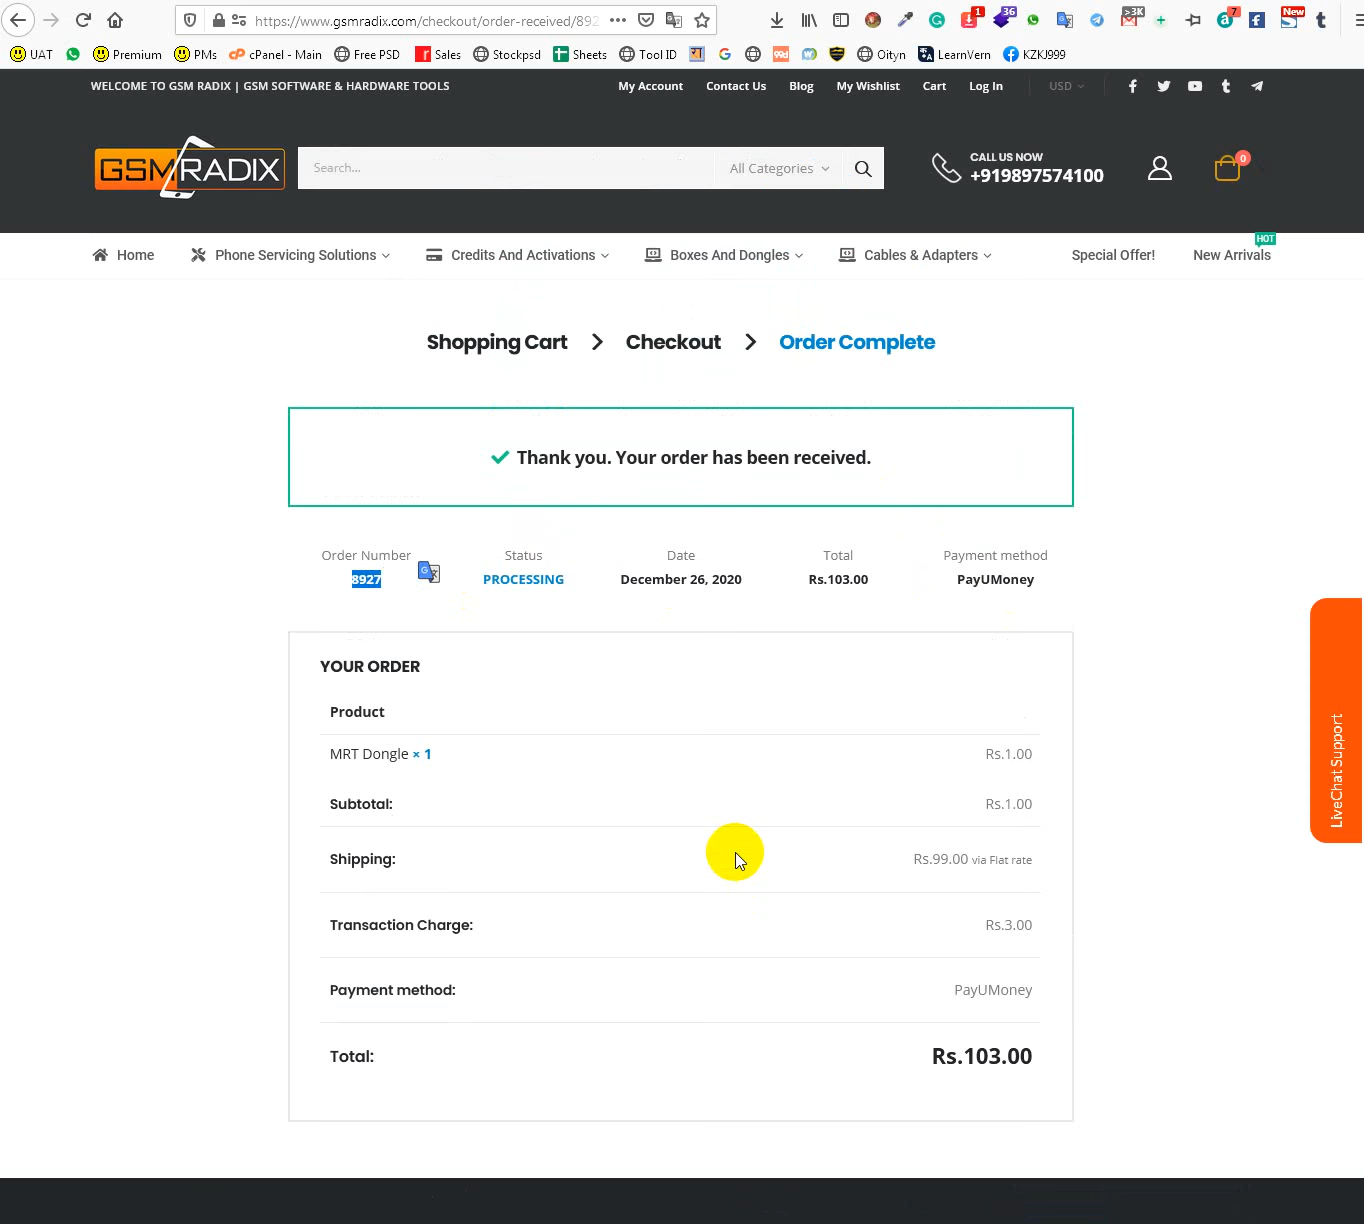 https://www.gsmradix.com/checkout/order-received/892
1
36
>3K
7
New
UAT Premium PMs cPanel - Main Free PSD Sales Stockpsd Sheets Tool ID Oityn LearnVern KZKJ999
WELCOME TO GSM RADIX | GSM SOFTWARE & HARDWARE TOOLS
My Account Contact Us Blog My Wishlist Cart Log In USD
GSMRADIX
Search...
All Categories
CALL US NOW
+919897574100
0
HOT
Home Phone Servicing Solutions Credits And Activations Boxes And Dongles Cables & Adapters Special Offer! New Arrivals
Shopping Cart > Checkout > Order Complete
Thank you. Your order has been received.
Order Number Status Date Total Payment method
8927 PROCESSING December 26, 2020 Rs.103.00 PayUMoney
YOUR ORDER
Product
MRT Dongle × 1 Rs.1.00
Subtotal: Rs.1.00
Shipping: Rs.99.00 via Flat rate
Transaction Charge: Rs.3.00
Payment method: PayUMoney
Total: Rs.103.00
LiveChat Support